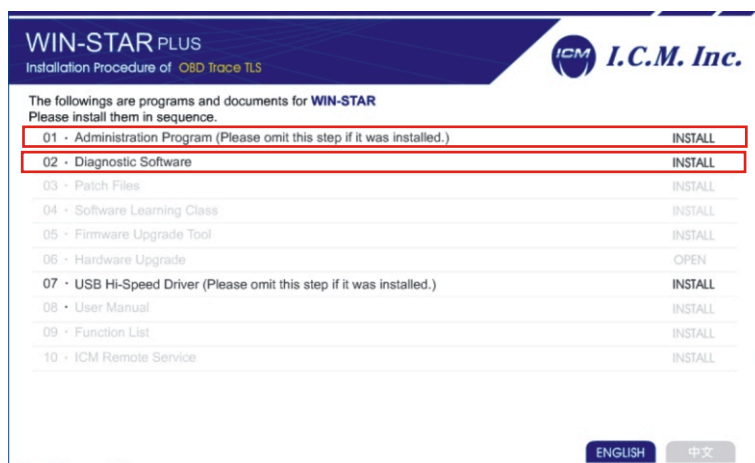 WIN-STAR PLUS
Installation Procedure of OBD Trace TLS
ICM I.C.M. Inc.
The followings are programs and documents for WIN-STAR
Please install them in sequence.
01 · Administration Program (Please omit this step if it was installed.) INSTALL
02 · Diagnostic Software INSTALL
03 · Patch Files INSTALL
04 · Software Learning Class INSTALL
05 · Firmware Upgrade Tool INSTALL
06 · Hardware Upgrade OPEN
07 · USB Hi-Speed Driver (Please omit this step if it was installed.) INSTALL
08 · User Manual INSTALL
09 · Function List INSTALL
10 · ICM Remote Service INSTALL
ENGLISH 中文